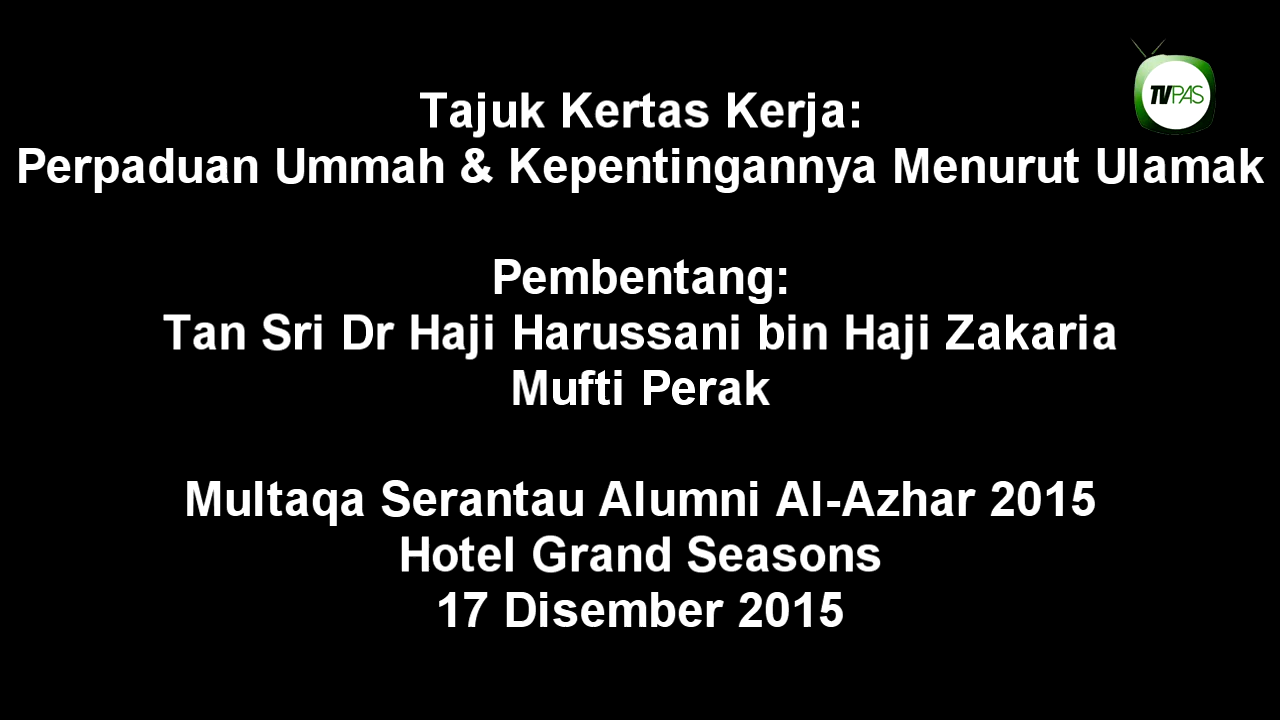 TVPAS
Tajuk Kertas Kerja:
Perpaduan Ummah & Kepentingannya Menurut Ulamak
Pembentang:
Tan Sri Dr Haji Harussani bin Haji Zakaria
Mufti Perak
Multaqa Serantau Alumni Al-Azhar 2015
Hotel Grand Seasons
17 Disember 2015